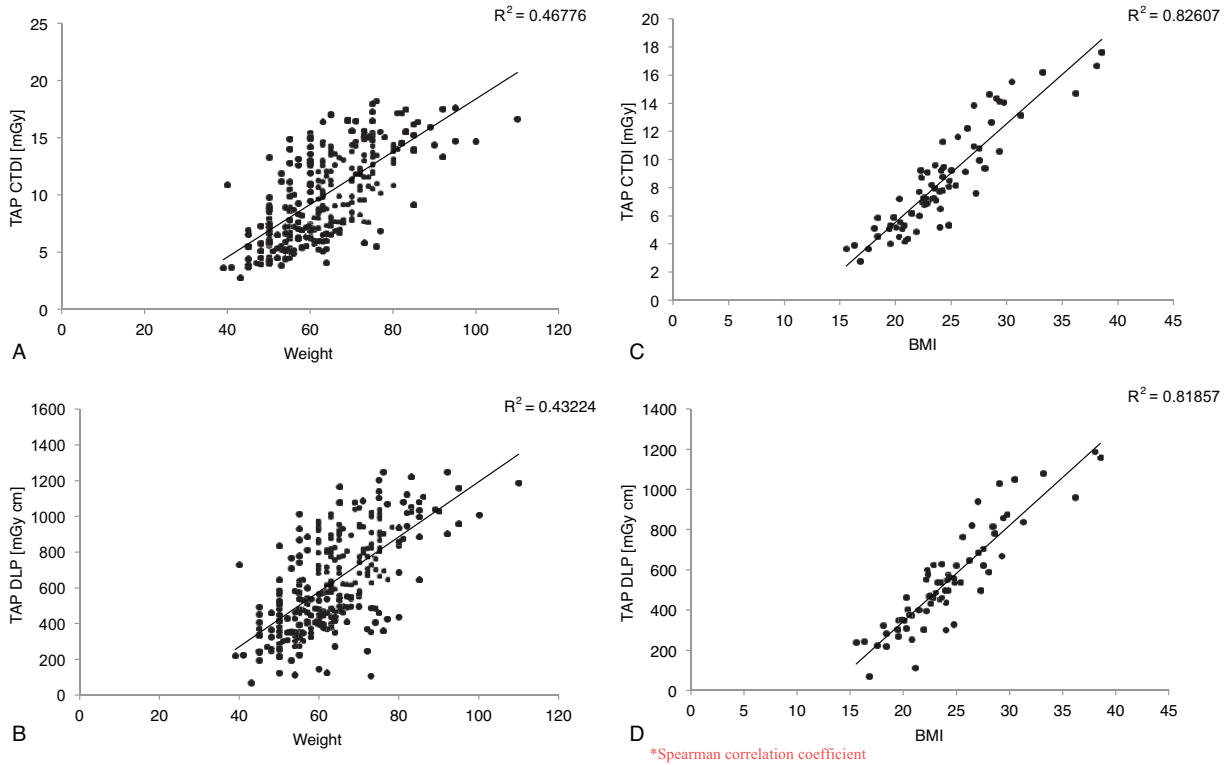 R² = 0.46776
25
20
15
10
5
0
TAP CTDI [mGy]
0 20 40 60 80 100 120
Weight
A
R² = 0.82607
20
18
16
14
12
10
8
6
4
2
0
TAP CTDI [mGy]
0 5 10 15 20 25 30 35 40 45
BMI
C
R² = 0.43224
1600
1400
1200
1000
800
600
400
200
0
TAP DLP [mGy cm]
0 20 40 60 80 100 120
Weight
B
R² = 0.81857
1400
1200
1000
800
600
400
200
0
TAP DLP [mGy cm]
0 5 10 15 20 25 30 35 40 45
BMI
D
*Spearman correlation coefficient